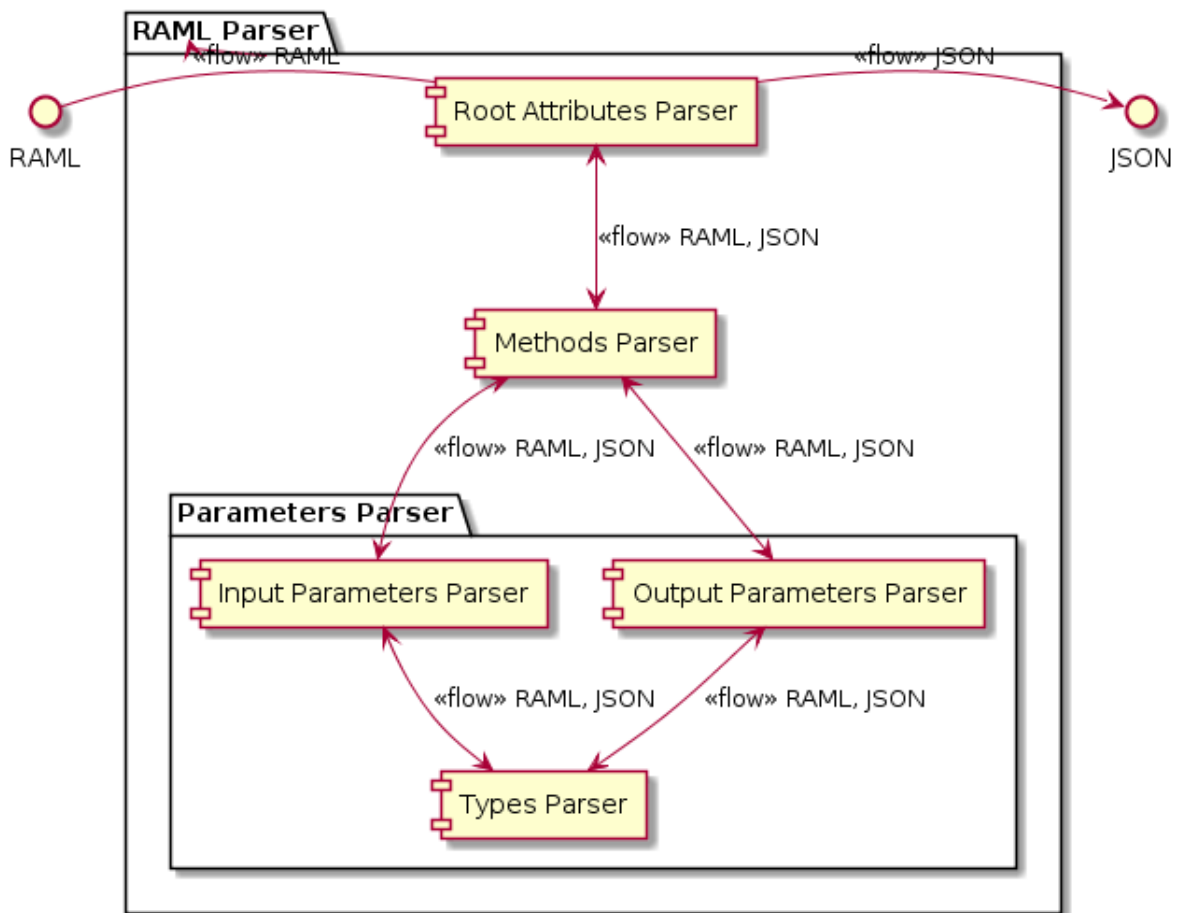 RAML Parser
«flow» RAML
«flow» JSON
Root Attributes Parser
RAML
JSON
«flow» RAML, JSON
Methods Parser
«flow» RAML, JSON
«flow» RAML, JSON
Parameters Parser
Input Parameters Parser
Output Parameters Parser
«flow» RAML, JSON
«flow» RAML, JSON
Types Parser